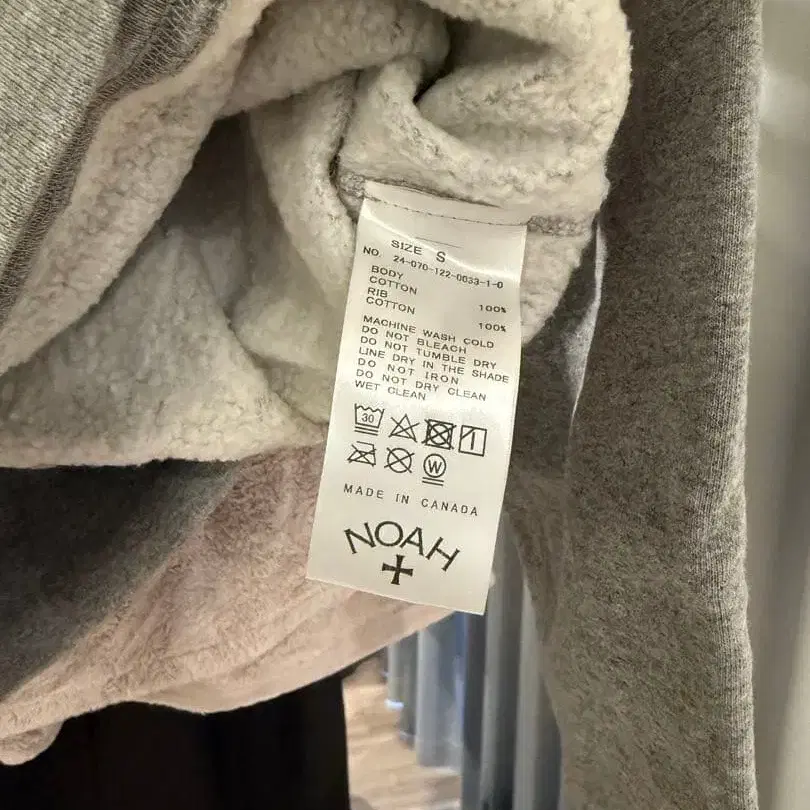 SIZE S
NO. 24-070-122-0033-1-0
BODY
COTTON 100%
RIB
COTTON 100%
MACHINE WASH COLD
DO NOT BLEACH
DO NOT TUMBLE DRY
LINE DRY IN THE SHADE
DO NOT IRON
DO NOT DRY CLEAN
WET CLEAN
30
W
MADE IN CANADA
NOAH